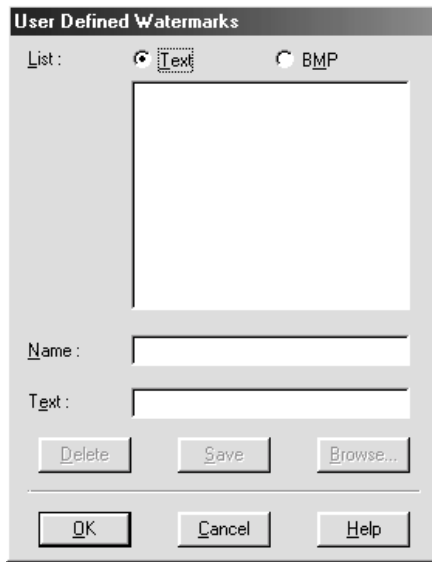 User Defined Watermarks
List : Text BMP
Name :
Text :
Delete Save Browse...
OK Cancel Help